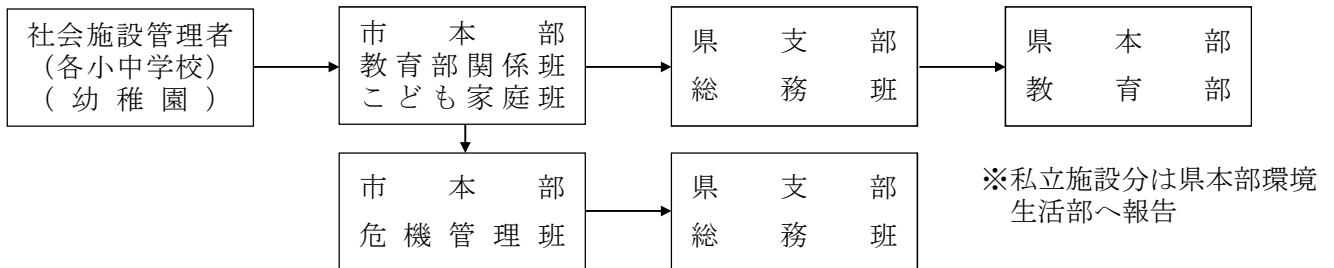 社会施設管理者
(各小中学校)
(幼稚園)
市本部
教育部関係班
こども家庭班
県支部
総務班
県本部
教育部
市本部
危機管理班
県支部
総務班
※私立施設分は県本部環境
生活部へ報告